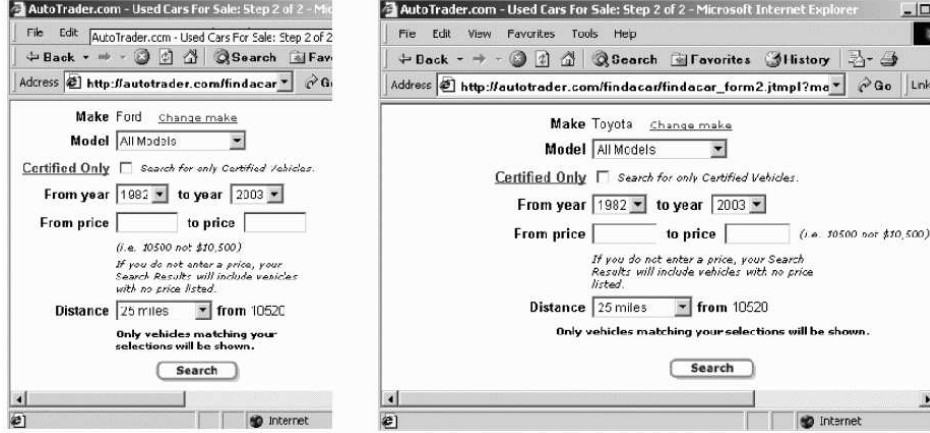 AutoTrader.com - Used Cars For Sale: Step 2 of 2 - Mic
File Edit
AutoTrader.com - Used Cars For Sale: Step 2 of 2
Back Search Fav
Address http://autotrader.com/findacar
Make Ford Change make
Model All Models
Certified Only Search for only Certified Vehicles.
From year 1982 to year 2003
From price to price
(i.e. 10500 not $10,500)
If you do not enter a price, your
Search Results will include vehicles
with no price listed.
Distance 25 miles from 10520
Only vehicles matching your
selections will be shown.
Search
Internet
AutoTrader.com - Used Cars For Sale: Step 2 of 2 - Microsoft Internet Explorer
File Edit View Favorites Tools Help
Back Search Favorites History
Address http://autotrader.com/findacar/findacar_form2.jtmpl?ma Go Link
Make Toyota Change make
Model All Models
Certified Only Search for only Certified Vehicles.
From year 1982 to year 2003
From price to price (i.e. 10500 not $10,500)
If you do not enter a price, your Search
Results will include vehicles with no price
listed.
Distance 25 miles from 10520
Only vehicles matching your selections will be shown.
Search
Internet